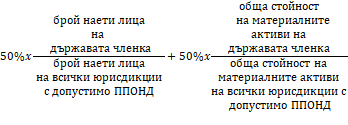 50%x
брой наети лица
на
държавата членка
брой наети лица
на всички юрисдикции
с допустимо ППОНД
+ 50%x
обща стойност
на материалните
активи на
държавата членка
обща стойност на
материалните активи
на всички юрисдикции с
допустимо ППОНД